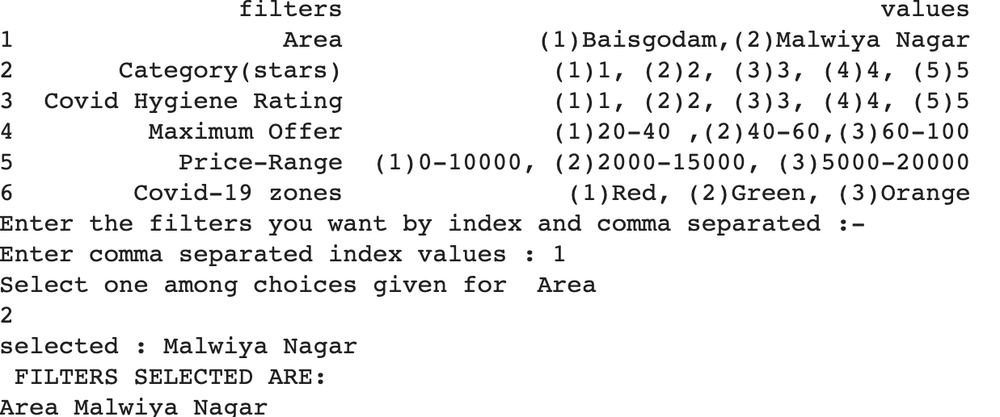 filters values
1 Area (1)Baisgodam,(2)Malwiya Nagar
2 Category(stars) (1)1, (2)2, (3)3, (4)4, (5)5
3 Covid Hygiene Rating (1)1, (2)2, (3)3, (4)4, (5)5
4 Maximum Offer (1)20-40 ,(2)40-60,(3)60-100
5 Price-Range (1)0-10000, (2)2000-15000, (3)5000-20000
6 Covid-19 zones (1)Red, (2)Green, (3)Orange
Enter the filters you want by index and comma separated :-
Enter comma separated index values : 1
Select one among choices given for  Area
2
selected : Malwiya Nagar
FILTERS SELECTED ARE:
Area Malwiya Nagar